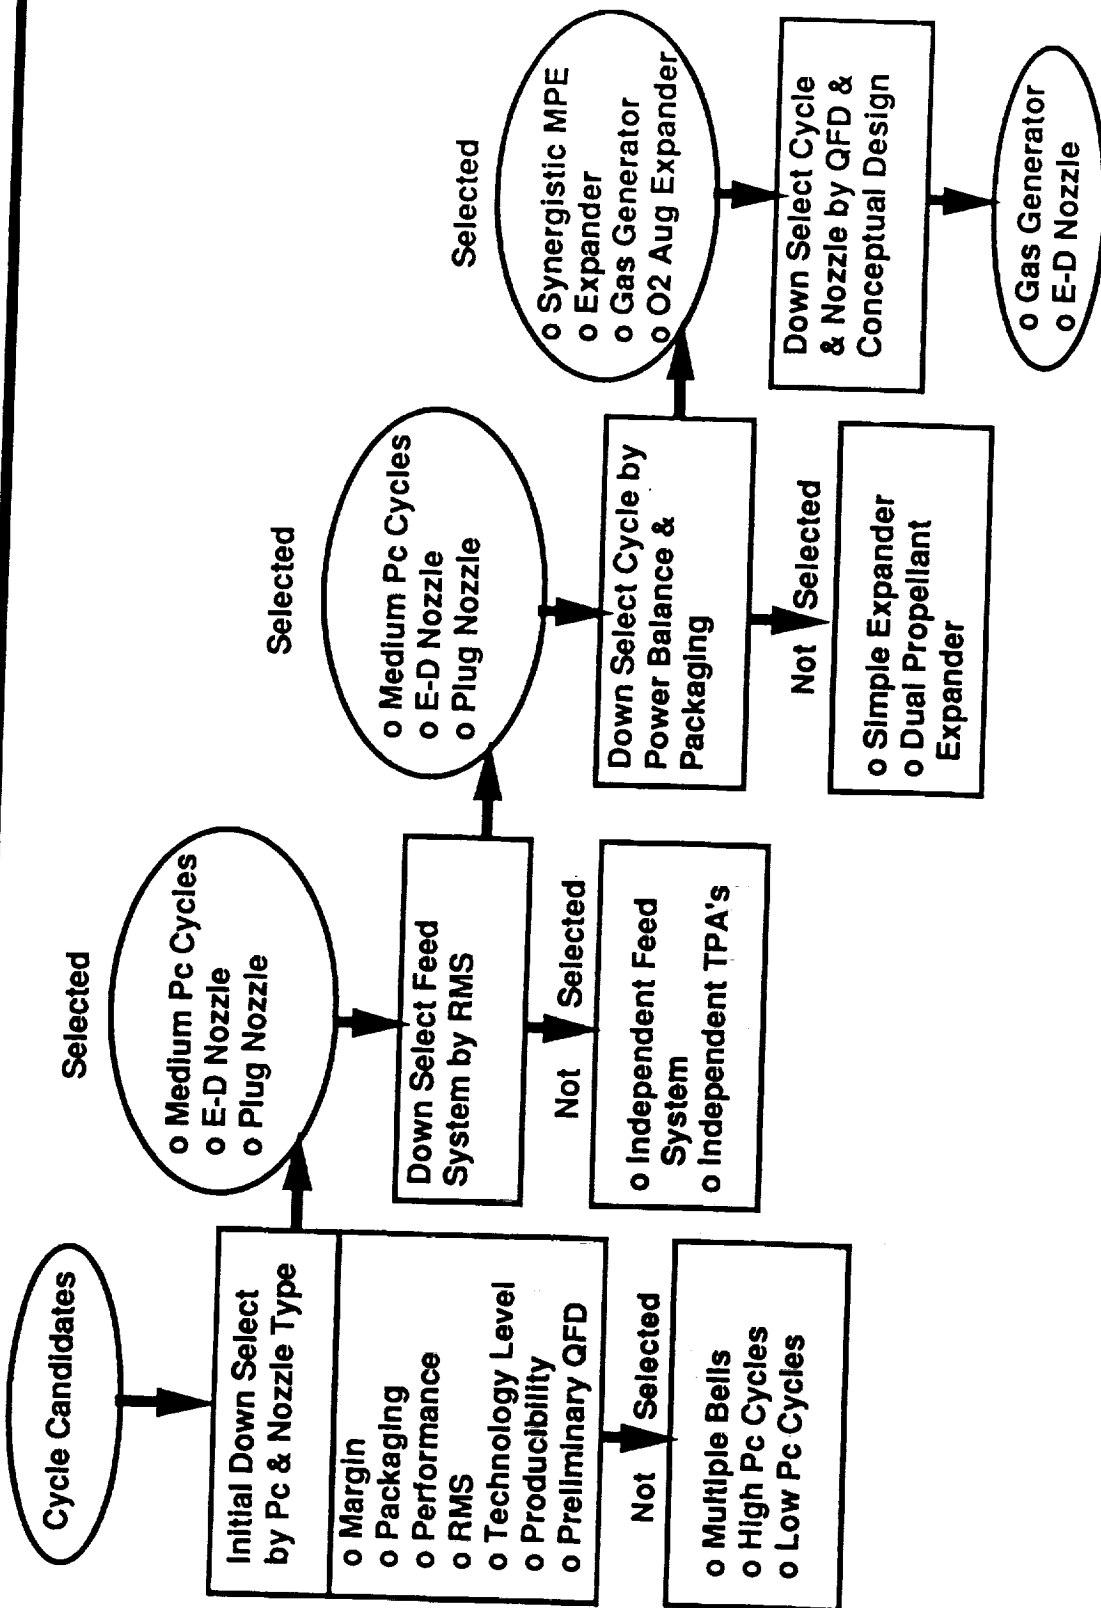 Cycle Candidates
Initial Down Select
by Pc & Nozzle Type
o Margin
o Packaging
o Performance
o RMS
o Technology Level
o Producibility
o Preliminary QFD
Not Selected
o Multiple Bells
o High Pc Cycles
o Low Pc Cycles
Selected
o Medium Pc Cycles
o E-D Nozzle
o Plug Nozzle
Down Select Feed
System by RMS
Not Selected
o Independent Feed
System
o Independent TPA's
Selected
o Medium Pc Cycles
o E-D Nozzle
o Plug Nozzle
Down Select Cycle by
Power Balance &
Packaging
Not Selected
o Simple Expander
o Dual Propellant
Expander
Selected
o Synergistic MPE
o Expander
o Gas Generator
o O2 Aug Expander
Down Select Cycle
& Nozzle by QFD &
Conceptual Design
o Gas Generator
o E-D Nozzle